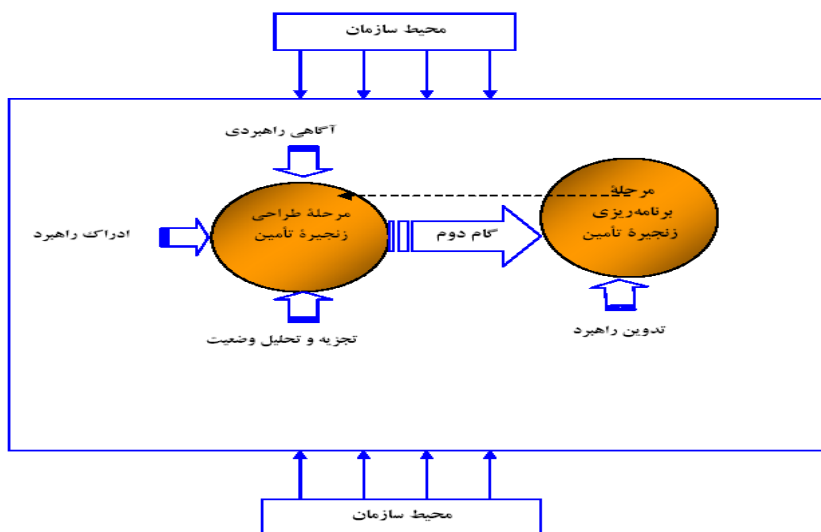 محیط سازمان
آگاهی راهبردی
مرحلهٔ
برنامه‌ریزی
زنجیرهٔ تأمین
مرحلهٔ طراحی
زنجیرهٔ تأمین
گام دوم
ادراک راهبرد
تدوین راهبرد
تجزیه و تحلیل وضعیت
محیط سازمان